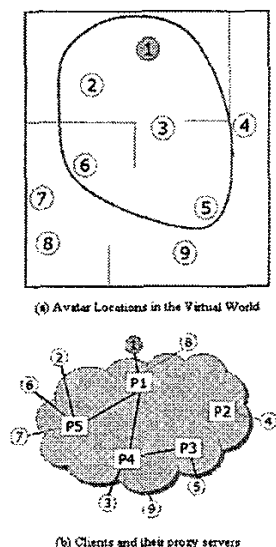 1
2
3
4
6
5
7
8
9
(a) Avatar Locations in the Virtual World
1
8
2
6
P1
P2
4
7
P5
P3
P4
5
3
9
(b) Clients and their proxy servers